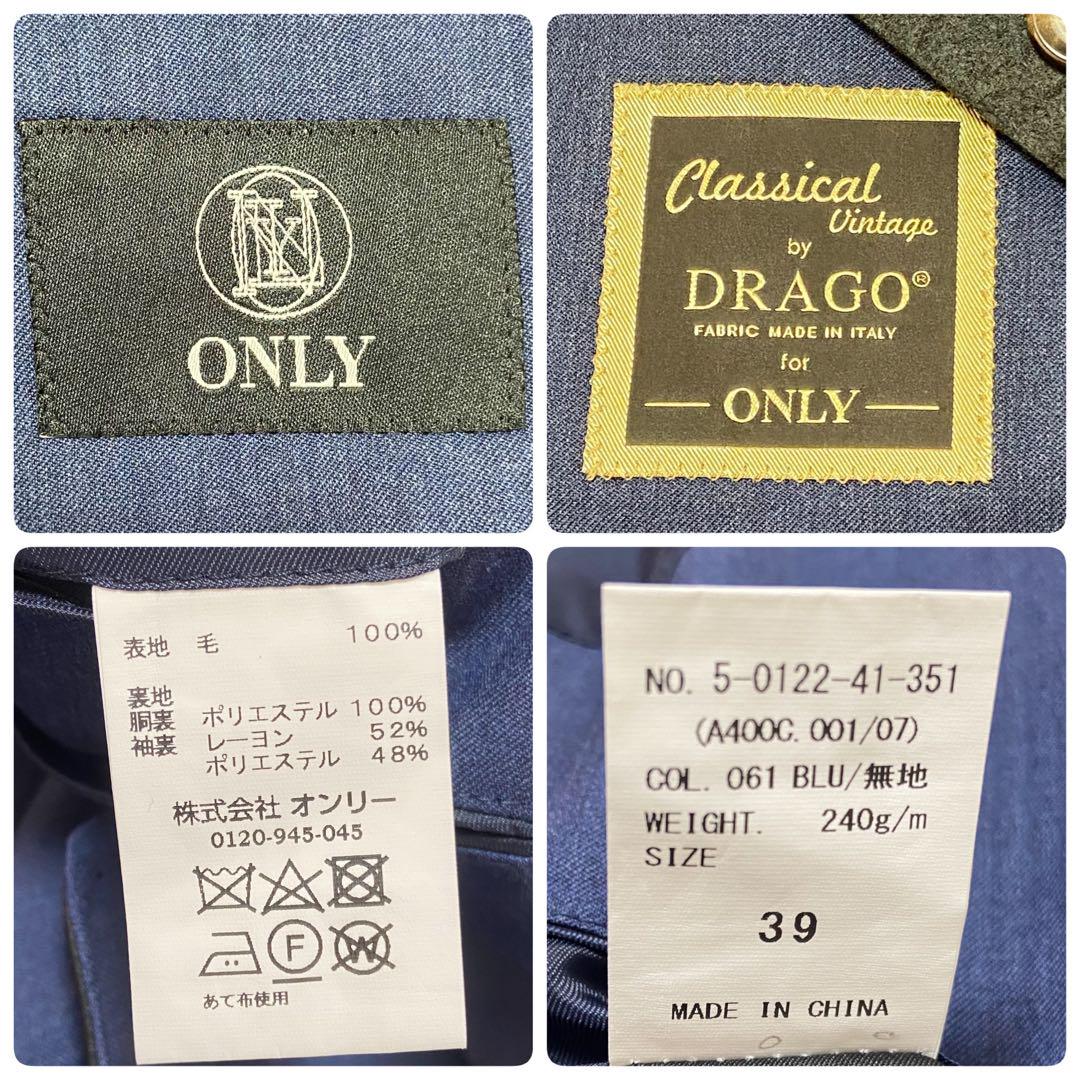 ONLY
Classical
Vintage
by
DRAGO®
FABRIC MADE IN ITALY
for
ONLY
表地 毛 100%
裏地
胴裏 ポリエステル 100%
袖裏 レーヨン 52%
ポリエステル 48%
株式会社 オンリー
0120-945-045
F
W
あて布使用
NO. 5-0122-41-351
(A400C. 001/07)
COL. 061 BLU/無地
WEIGHT. 240g/m
SIZE
39
MADE IN CHINA